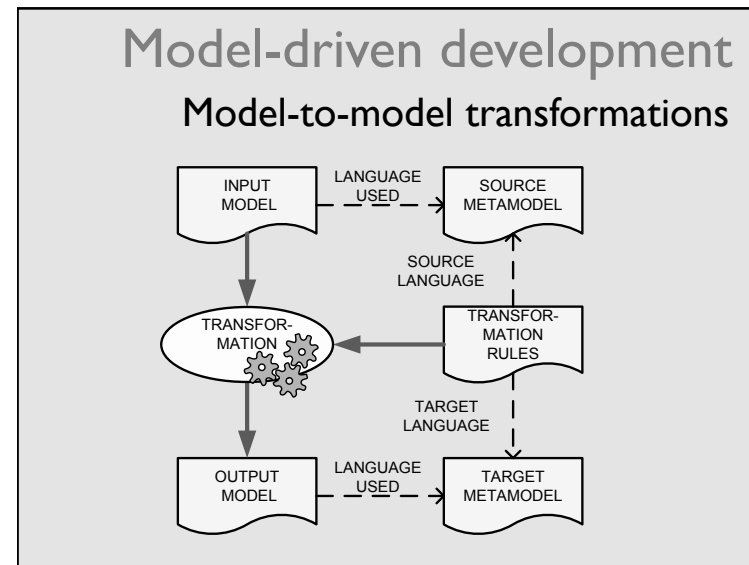 Model-driven development
Model-to-model transformations
INPUT
MODEL
LANGUAGE
USED
SOURCE
METAMODEL
SOURCE
LANGUAGE
TRANSFOR-
MATION
TRANSFOR-
MATION
RULES
TARGET
LANGUAGE
OUTPUT
MODEL
LANGUAGE
USED
TARGET
METAMODEL